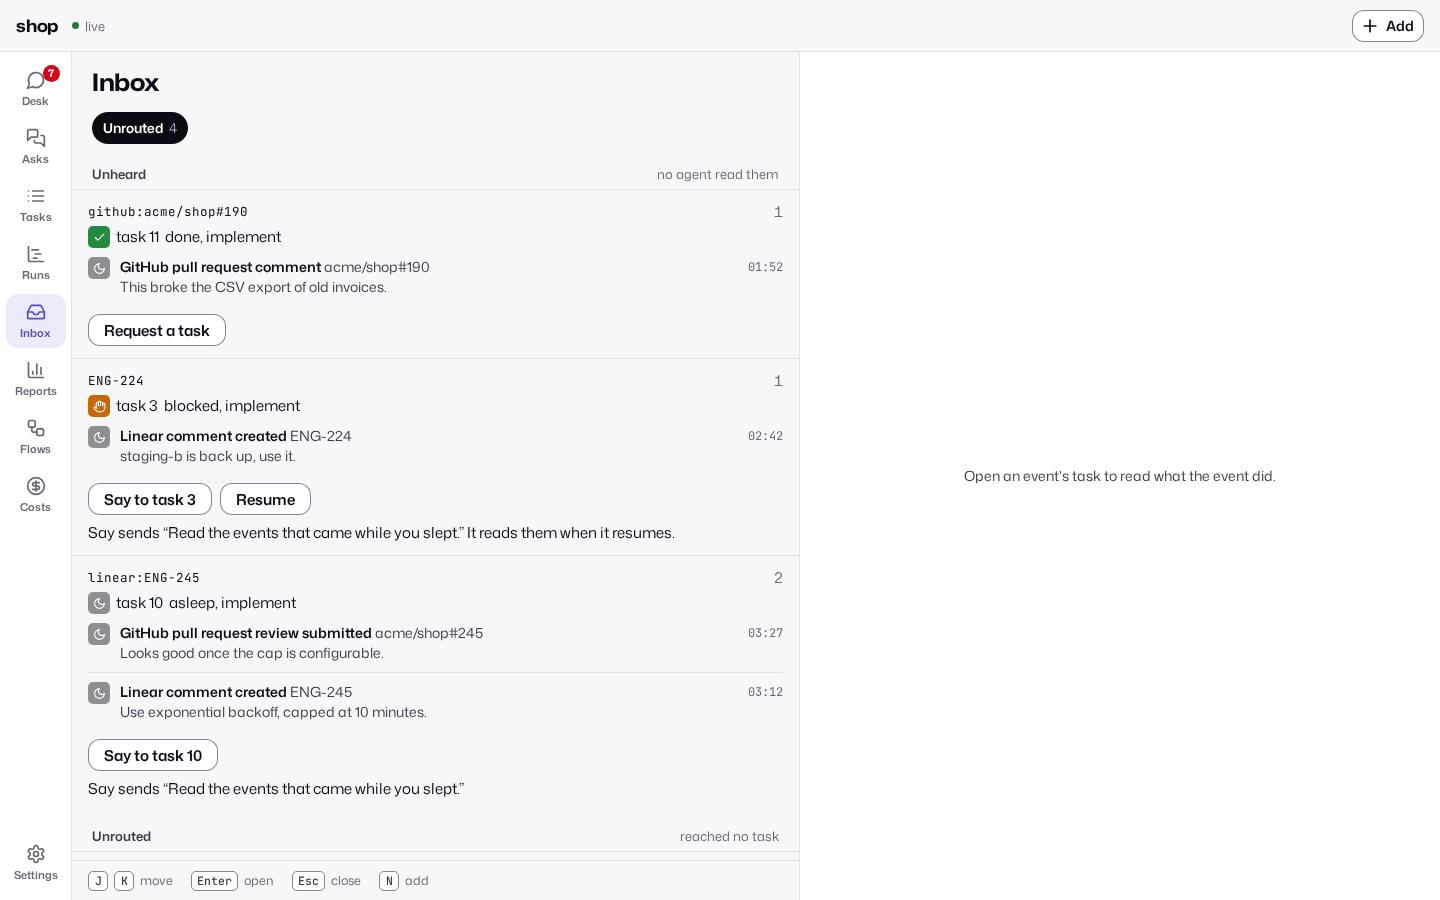 shop
live
Add
7
Desk
Asks
Tasks
Runs
Inbox
Reports
Flows
Costs
Settings
Inbox
Unrouted 4
Unheard
no agent read them
github:acme/shop#190
1
task 11 done, implement
GitHub pull request comment acme/shop#190
01:52
This broke the CSV export of old invoices.
Request a task
ENG-224
1
task 3 blocked, implement
Linear comment created ENG-224
02:42
staging-b is back up, use it.
Say to task 3
Resume
Say sends “Read the events that came while you slept.” It reads them when it resumes.
linear:ENG-245
2
task 10 asleep, implement
GitHub pull request review submitted acme/shop#245
03:27
Looks good once the cap is configurable.
Linear comment created ENG-245
03:12
Use exponential backoff, capped at 10 minutes.
Say to task 10
Say sends “Read the events that came while you slept.”
Unrouted
reached no task
J K move Enter open Esc close N add
Open an event's task to read what the event did.